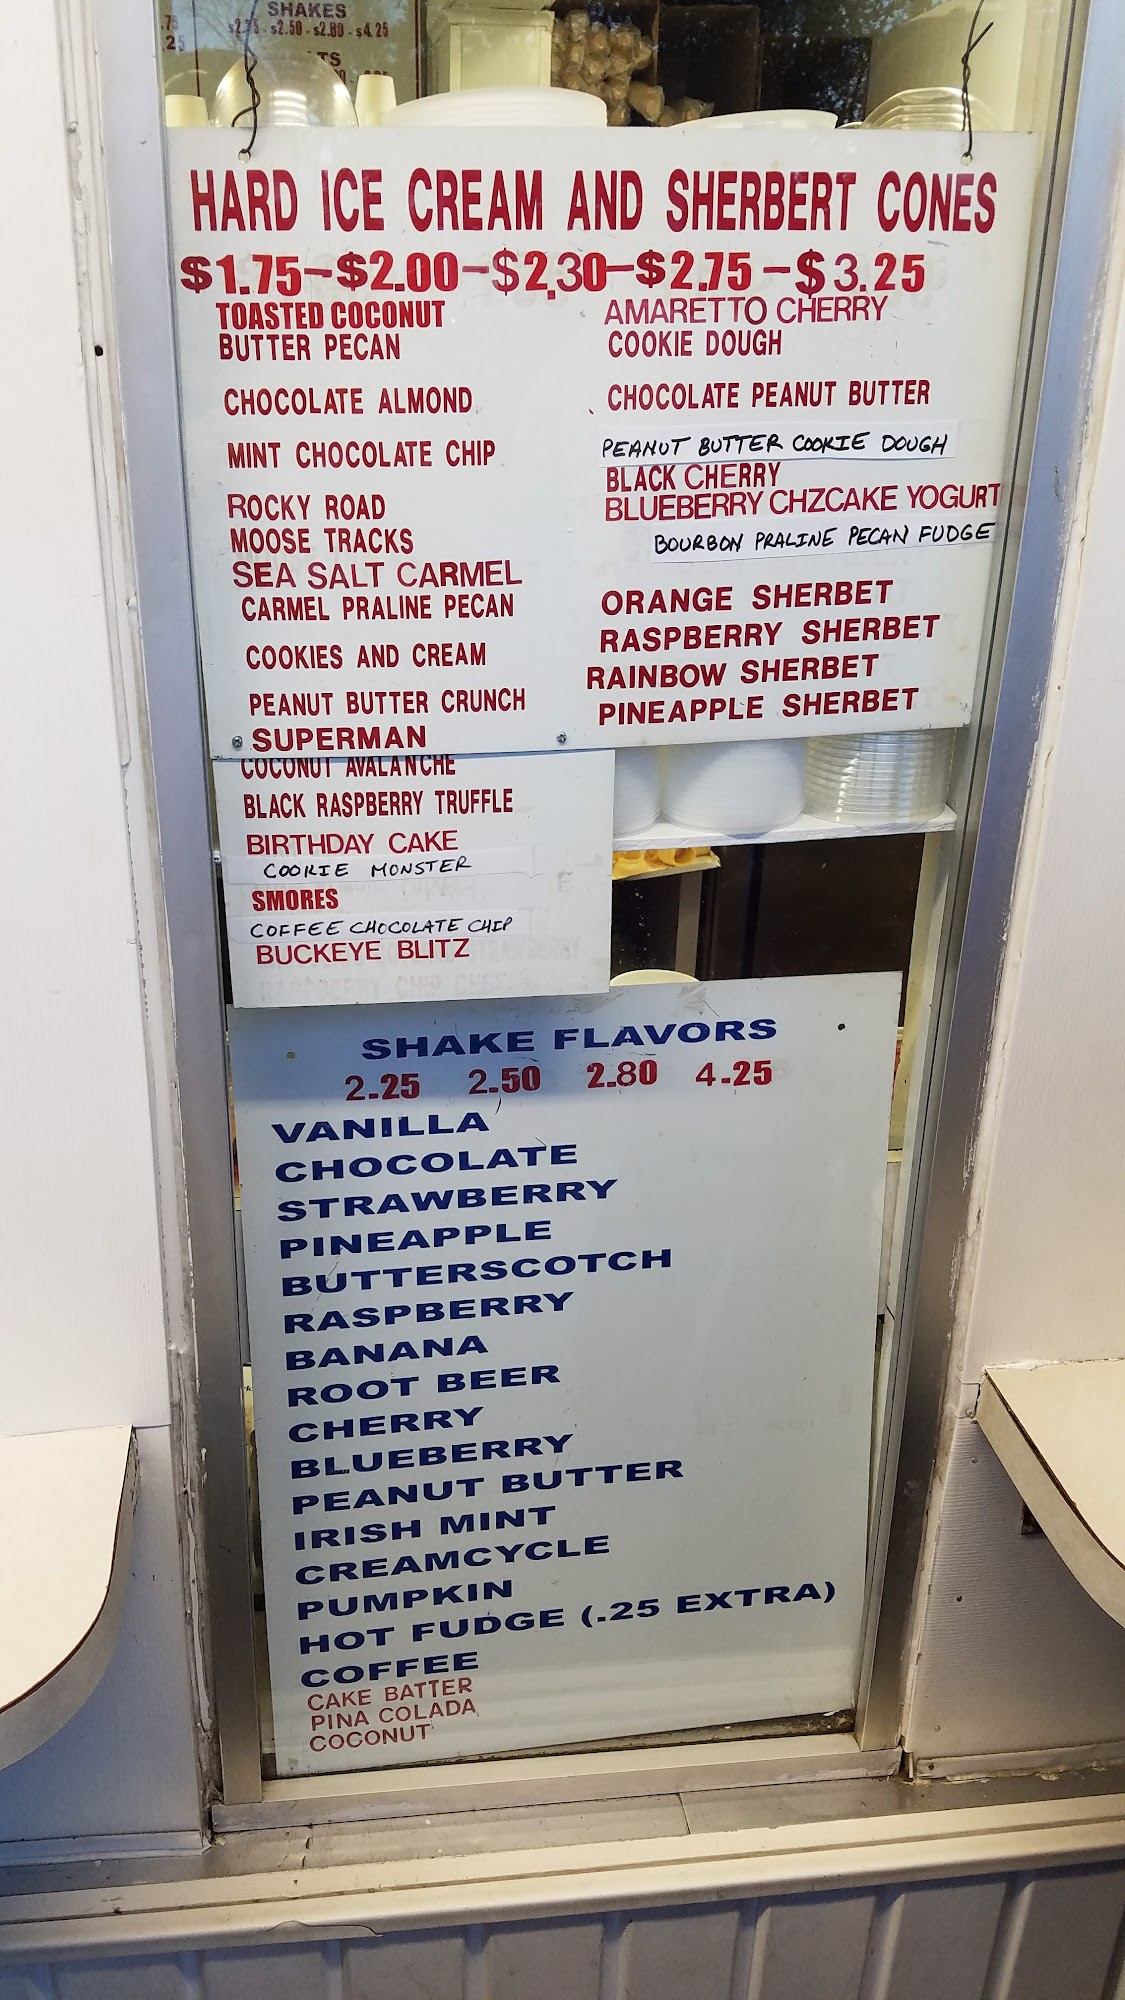 SHAKES
$2.50 - $2.80 - $4.25
HARD ICE CREAM AND SHERBERT CONES
$1.75-$2.00-$2.30-$2.75-$3.25
TOASTED COCONUT
BUTTER PECAN
CHOCOLATE ALMOND
MINT CHOCOLATE CHIP
ROCKY ROAD
MOOSE TRACKS
SEA SALT CARMEL
CARMEL PRALINE PECAN
COOKIES AND CREAM
PEANUT BUTTER CRUNCH
SUPERMAN
COCONUT AVALANCHE
BLACK RASPBERRY TRUFFLE
BIRTHDAY CAKE
COOKIE MONSTER
SMORES
COFFEE CHOCOLATE CHIP
BUCKEYE BLITZ
AMARETTO CHERRY
COOKIE DOUGH
CHOCOLATE PEANUT BUTTER
PEANUT BUTTER COOKIE DOUGH
BLACK CHERRY
BLUEBERRY CHZCAKE YOGURT
BOURBON PRALINE PECAN FUDGE
ORANGE SHERBET
RASPBERRY SHERBET
RAINBOW SHERBET
PINEAPPLE SHERBET
SHAKE FLAVORS
2.25 2.50 2.80 4.25
VANILLA
CHOCOLATE
STRAWBERRY
PINEAPPLE
BUTTERSCOTCH
RASPBERRY
BANANA
ROOT BEER
CHERRY
BLUEBERRY
PEANUT BUTTER
IRISH MINT
CREAMCYCLE
PUMPKIN
HOT FUDGE (.25 EXTRA)
COFFEE
CAKE BATTER
PINA COLADA
COCONUT